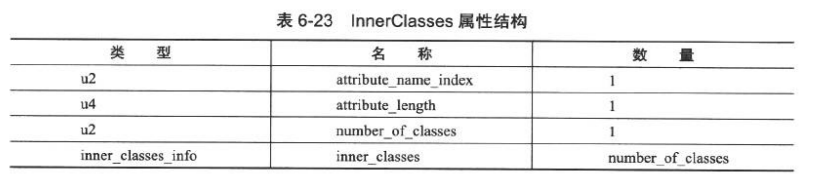 表 6-23 InnerClasses 属性结构
类 型 名 称 数 量
u2 attribute_name_index 1
u4 attribute_length 1
u2 number_of_classes 1
inner_classes_info inner_classes number_of_classes